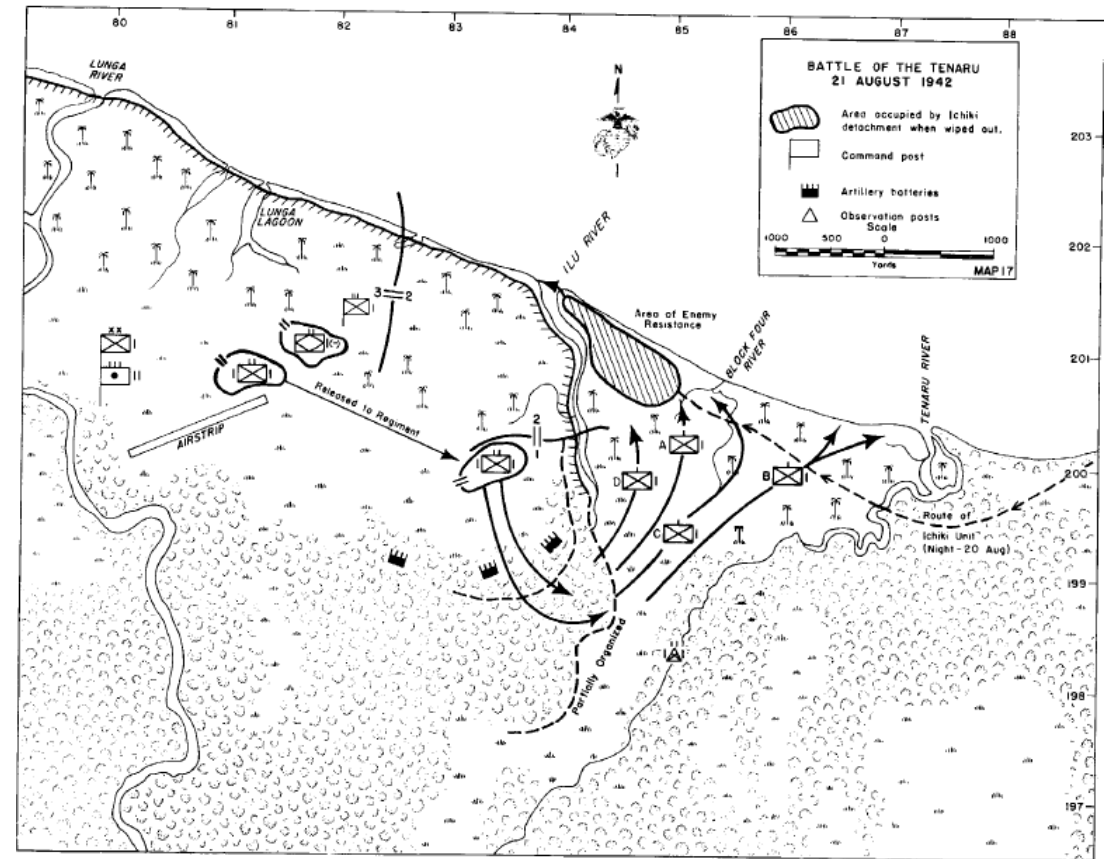 80
81
82
83
84
85
86
87
88
LUNGA
RIVER
N
BATTLE OF THE TENARU
21 AUGUST 1942
Area occupied by Ichiki
detachment when wiped out.
Command post
Artillery batteries
Observation posts
Scale
1000 500 0 1000
Yards
MAP 17
203
LUNGA
LAGOON
ILU RIVER
202
3 2
Area of Enemy
Resistance
BLOCK FOUR
RIVER
TENARU RIVER
201
XX
I
III
II
I(-)
I I
Released to Regiment
AIRSTRIP
2
I
I I
A I
D I
B I
C I
200
Route of
Ichiki Unit
(Night-20 Aug)
199
Partially Organized
198
197